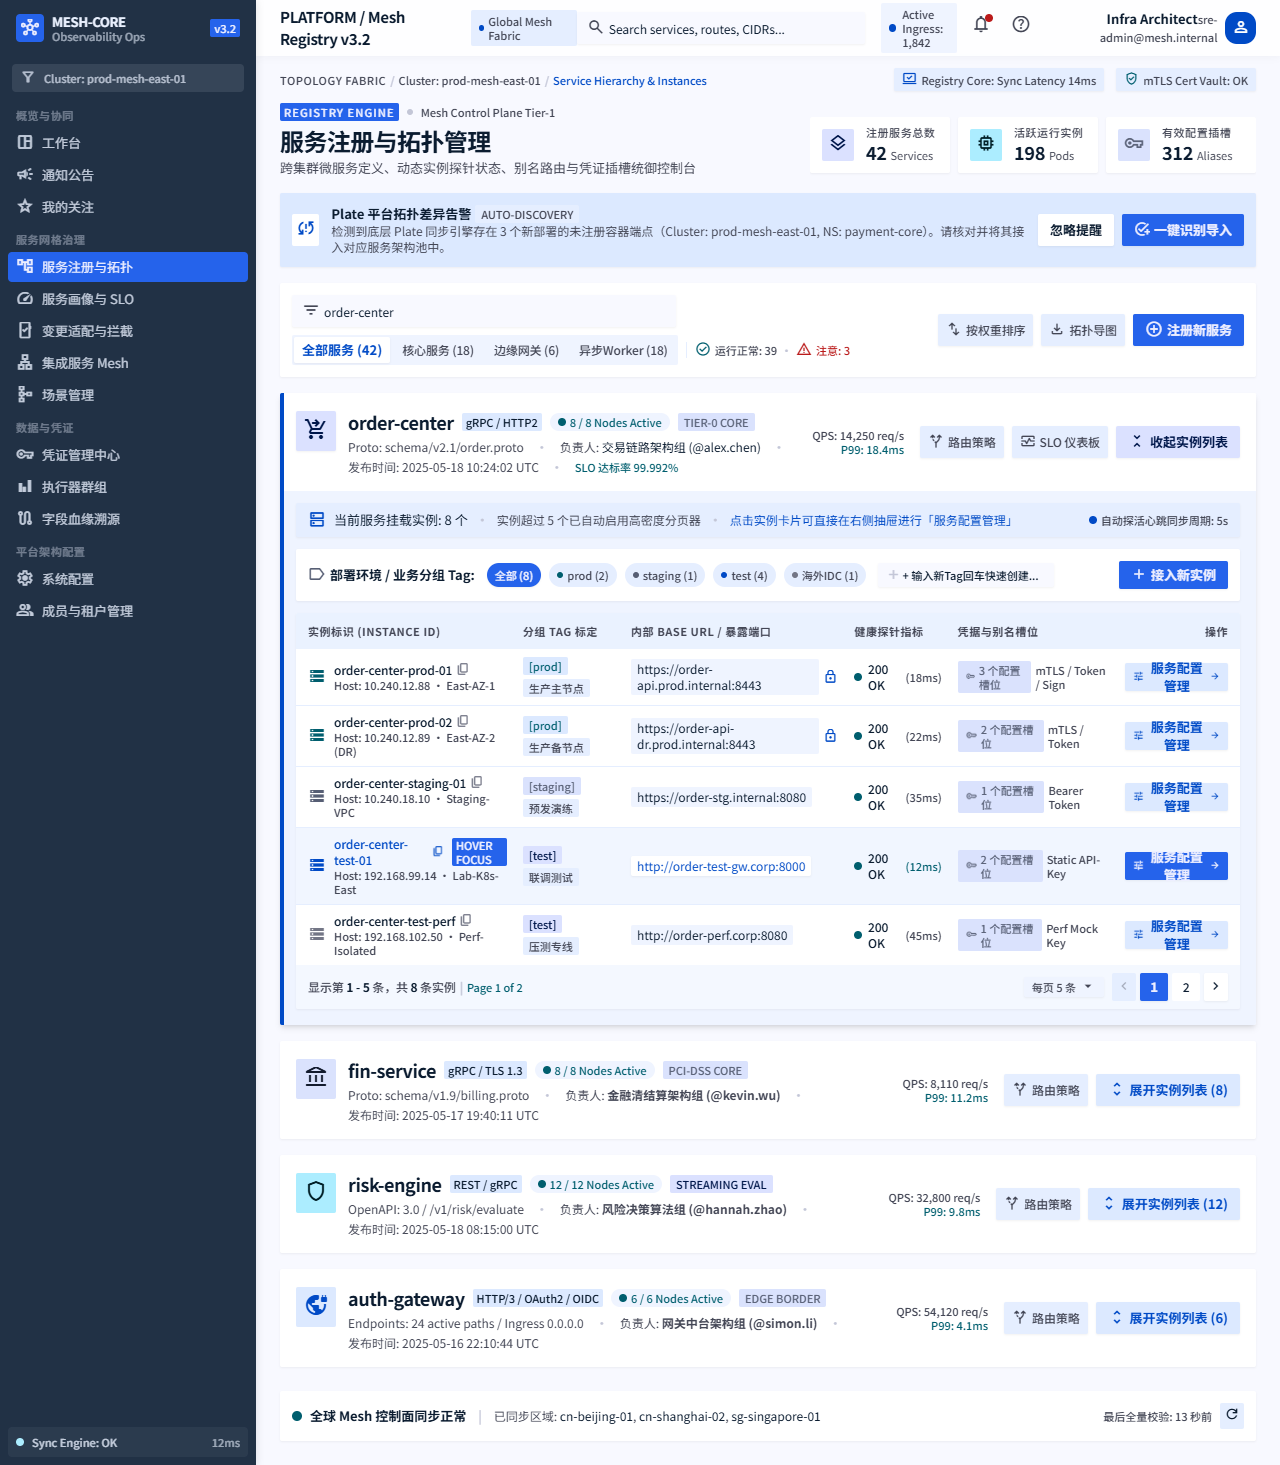 MESH-CORE
Observability Ops
v3.2
Cluster: prod-mesh-east-01
概览与协同
工作台
通知公告
我的关注
服务网格治理
服务注册与拓扑
服务画像与 SLO
变更适配与拦截
集成服务 Mesh
场景管理
数据与凭证
凭证管理中心
执行器群组
字段血缘溯源
平台架构配置
系统配置
成员与租户管理
Sync Engine: OK
12ms
PLATFORM / Mesh
Registry v3.2
Global Mesh
Fabric
Search services, routes, CIDRs...
Active
Ingress:
1,842
Infra Architectsre-
admin@mesh.internal
TOPOLOGY FABRIC / Cluster: prod-mesh-east-01 / Service Hierarchy & Instances
Registry Core: Sync Latency 14ms
mTLS Cert Vault: OK
REGISTRY ENGINE
Mesh Control Plane Tier-1
服务注册与拓扑管理
跨集群微服务定义、动态实例探针状态、别名路由与凭证插槽统御控制台
注册服务总数
42 Services
活跃运行实例
198 Pods
有效配置插槽
312 Aliases
Plate 平台拓扑差异告警 AUTO-DISCOVERY
检测到底层 Plate 同步引擎存在 3 个新部署的未注册容器端点（Cluster: prod-mesh-east-01, NS: payment-core）。请核对并将其接
入对应服务架构池中。
忽略提醒
一键识别导入
order-center
全部服务 (42)
核心服务 (18)
边缘网关 (6)
异步Worker (18)
运行正常: 39
注意: 3
按权重排序
拓扑导图
注册新服务
order-center
gRPC / HTTP2
8 / 8 Nodes Active
TIER-0 CORE
Proto: schema/v2.1/order.proto • 负责人: 交易链路架构组 (@alex.chen) •
发布时间: 2025-05-18 10:24:02 UTC • SLO 达标率 99.992%
QPS: 14,250 req/s
P99: 18.4ms
路由策略
SLO 仪表板
收起实例列表
当前服务挂载实例: 8 个 • 实例超过 5 个已自动启用高密度分页器 • 点击实例卡片可直接在右侧抽屉进行「服务配置管理」
自动探活心跳同步周期: 5s
部署环境 / 业务分组 Tag:
全部 (8)
prod (2)
staging (1)
test (4)
海外IDC (1)
+ 输入新Tag回车快速创建...
接入新实例
实例标识 (INSTANCE ID)
分组 TAG 标定
内部 BASE URL / 暴露端口
健康探针指标
凭据与别名槽位
操作
order-center-prod-01
Host: 10.240.12.88 • East-AZ-1
[prod]
生产主节点
https://order-
api.prod.internal:8443
200
OK
(18ms)
3 个配置
槽位
mTLS / Token
/ Sign
服务配置
管理
order-center-prod-02
Host: 10.240.12.89 • East-AZ-2
(DR)
[prod]
生产备节点
https://order-api-
dr.prod.internal:8443
200
OK
(22ms)
2 个配置槽
位
mTLS /
Token
服务配置
管理
order-center-staging-01
Host: 10.240.18.10 • Staging-
VPC
[staging]
预发演练
https://order-stg.internal:8080
200
OK
(35ms)
1 个配置槽
位
Bearer
Token
服务配置
管理
order-center-
test-01
HOVER
FOCUS
Host: 192.168.99.14 • Lab-K8s-
East
[test]
联调测试
http://order-test-gw.corp:8000
200
OK
(12ms)
2 个配置槽
位
Static API-
Key
服务配置
管理
order-center-test-perf
Host: 192.168.102.50 • Perf-
Isolated
[test]
压测专线
http://order-perf.corp:8080
200
OK
(45ms)
1 个配置槽
位
Perf Mock
Key
服务配置
管理
显示第 1 - 5 条，共 8 条实例 | Page 1 of 2
每页 5 条
1
2
fin-service
gRPC / TLS 1.3
8 / 8 Nodes Active
PCI-DSS CORE
Proto: schema/v1.9/billing.proto • 负责人: 金融清结算架构组 (@kevin.wu) •
发布时间: 2025-05-17 19:40:11 UTC
QPS: 8,110 req/s
P99: 11.2ms
路由策略
展开实例列表 (8)
risk-engine
REST / gRPC
12 / 12 Nodes Active
STREAMING EVAL
OpenAPI: 3.0 / /v1/risk/evaluate • 负责人: 风险决策算法组 (@hannah.zhao) •
发布时间: 2025-05-18 08:15:00 UTC
QPS: 32,800 req/s
P99: 9.8ms
路由策略
展开实例列表 (12)
auth-gateway
HTTP/3 / OAuth2 / OIDC
6 / 6 Nodes Active
EDGE BORDER
Endpoints: 24 active paths / Ingress 0.0.0.0 • 负责人: 网关中台架构组 (@simon.li) •
发布时间: 2025-05-16 22:10:44 UTC
QPS: 54,120 req/s
P99: 4.1ms
路由策略
展开实例列表 (6)
全球 Mesh 控制面同步正常 | 已同步区域: cn-beijing-01, cn-shanghai-02, sg-singapore-01
最后全量校验: 13 秒前